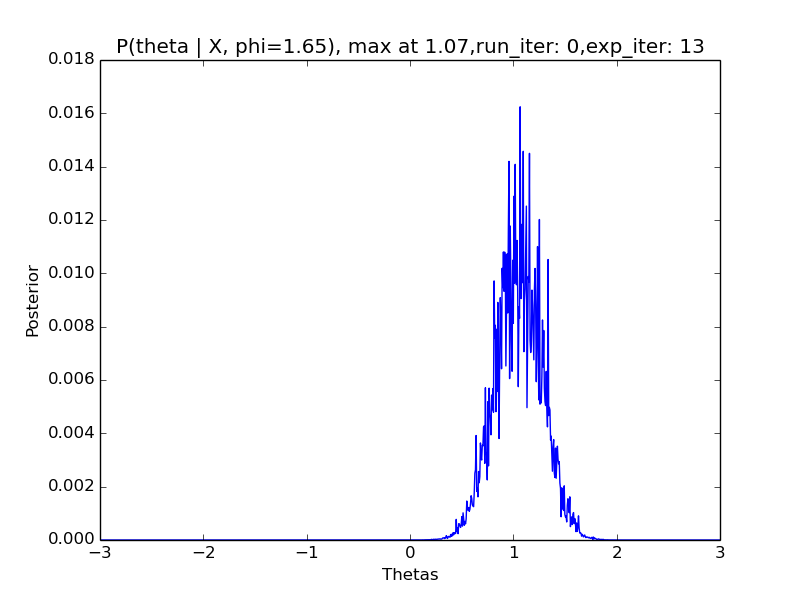 P(theta | X, phi=1.65), max at 1.07,run_iter: 0,exp_iter: 13
0.018
0.016
0.014
0.012
0.010
0.008
0.006
0.004
0.002
0.000
Posterior
−3 −2 −1 0 1 2 3
Thetas